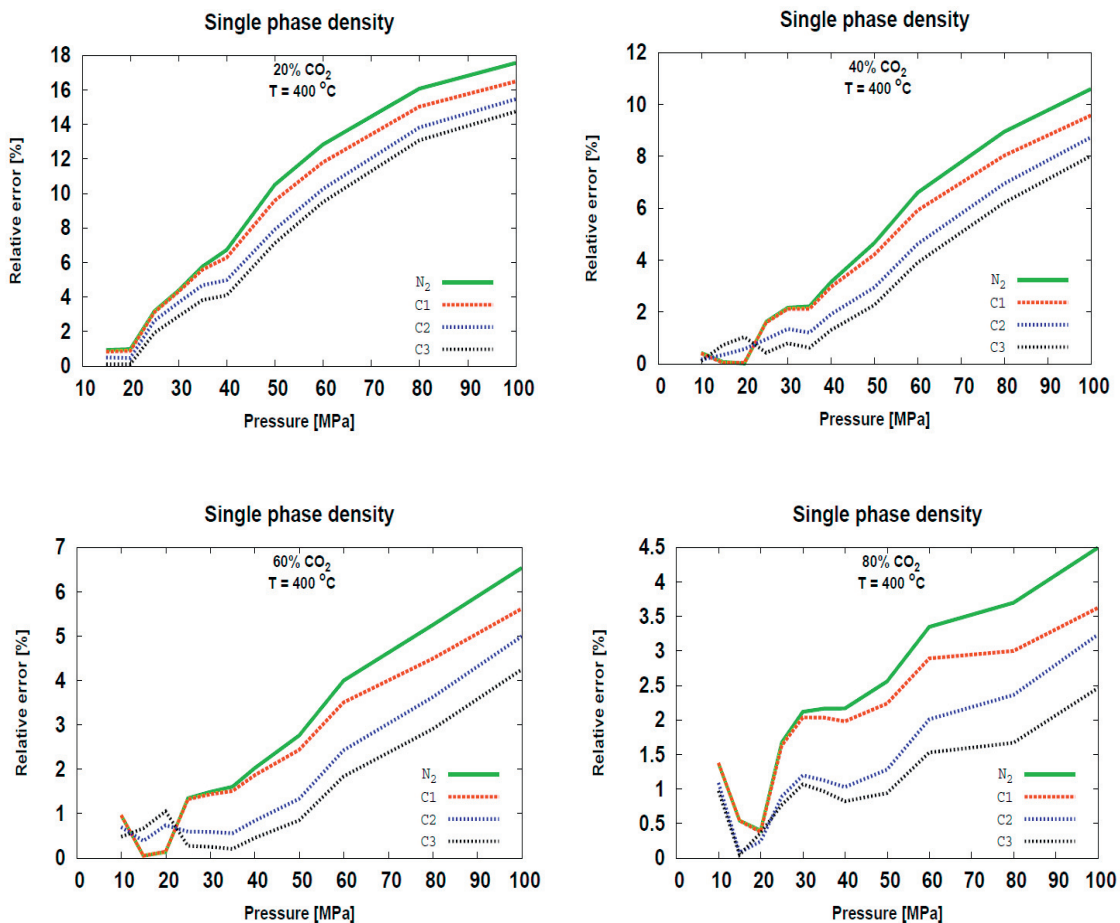 Single phase density
20% CO2
T = 400 °C
Relative error [%]
18
16
14
12
10
8
6
4
2
0
N2
C1
C2
C3
10 20 30 40 50 60 70 80 90 100
Pressure [MPa]
Single phase density
40% CO2
T = 400 °C
Relative error [%]
12
10
8
6
4
2
0
N2
C1
C2
C3
0 10 20 30 40 50 60 70 80 90 100
Pressure [MPa]
Single phase density
60% CO2
T = 400 °C
Relative error [%]
7
6
5
4
3
2
1
0
N2
C1
C2
C3
0 10 20 30 40 50 60 70 80 90 100
Pressure [MPa]
Single phase density
80% CO2
T = 400 °C
Relative error [%]
4.5
4
3.5
3
2.5
2
1.5
1
0.5
0
N2
C1
C2
C3
0 10 20 30 40 50 60 70 80 90 100
Pressure [MPa]